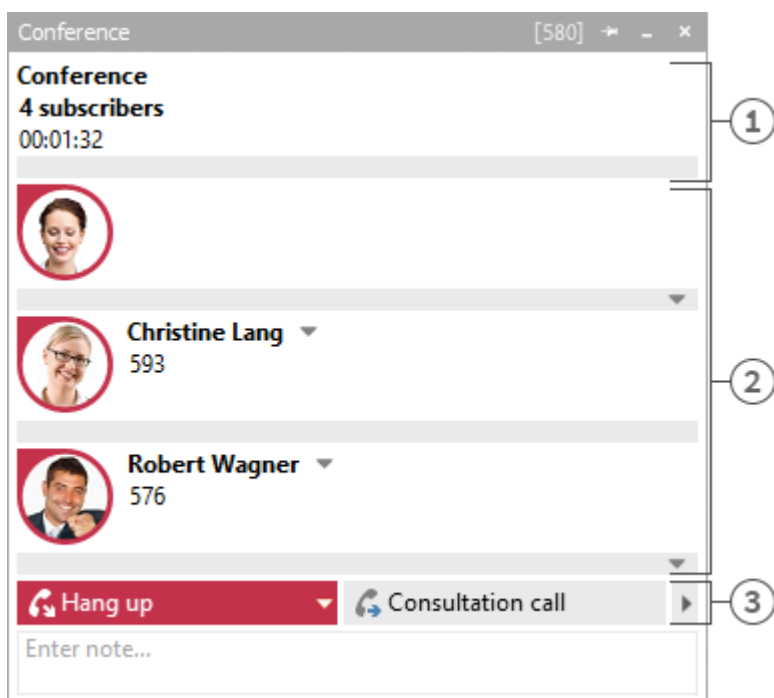 Conference [580]
Conference
4 subscribers
00:01:32
1
Christine Lang
593
2
Robert Wagner
576
Hang up Consultation call
3
Enter note...